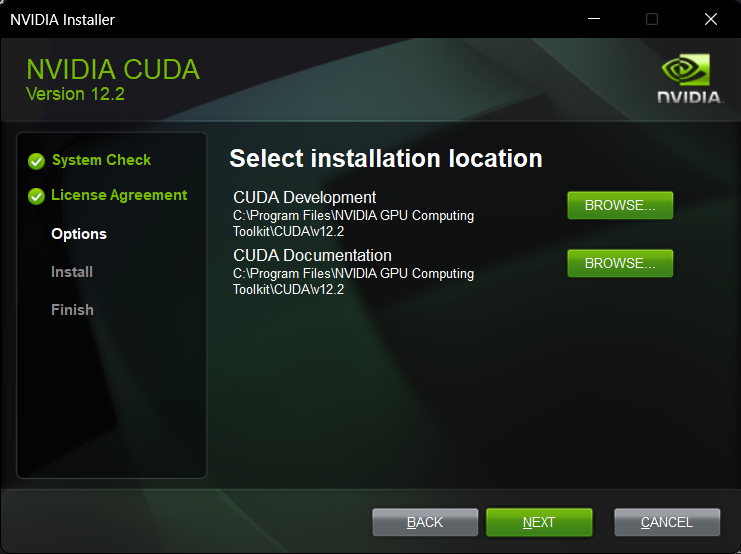 NVIDIA Installer
NVIDIA CUDA
Version 12.2
NVIDIA.
System Check
License Agreement
Options
Install
Finish
Select installation location
CUDA Development
C:\Program Files\NVIDIA GPU Computing
Toolkit\CUDA\v12.2
BROWSE...
CUDA Documentation
C:\Program Files\NVIDIA GPU Computing
Toolkit\CUDA\v12.2
BROWSE...
BACK
NEXT
CANCEL